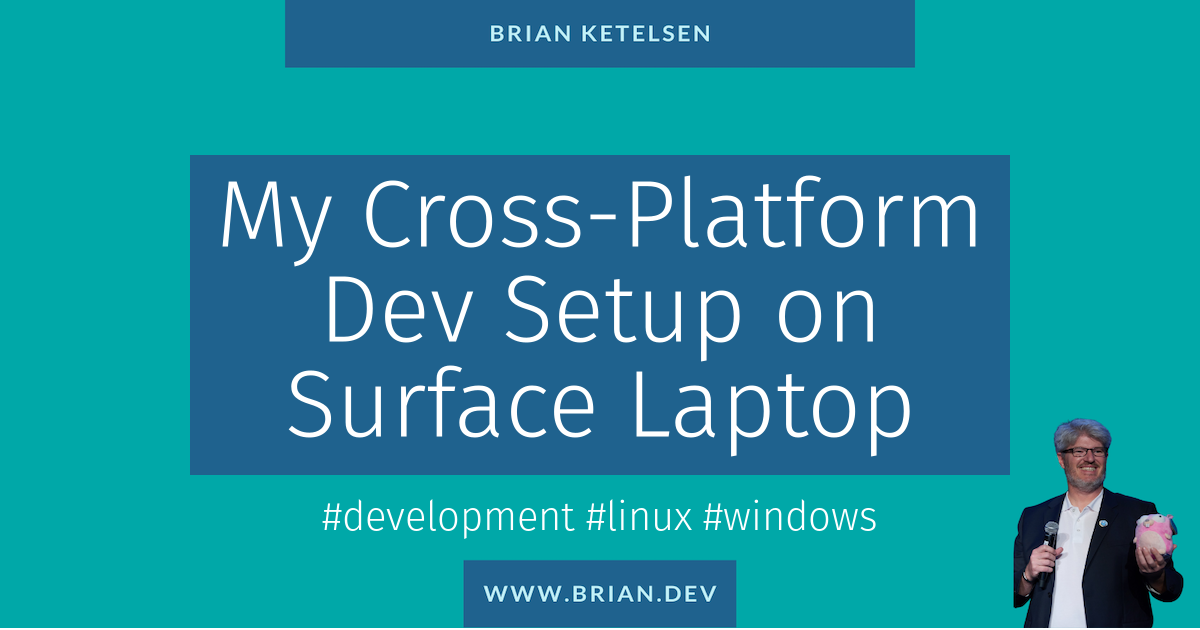 BRIAN KETELSEN
My Cross-Platform
Dev Setup on
Surface Laptop
#development #linux #windows
WWW.BRIAN.DEV